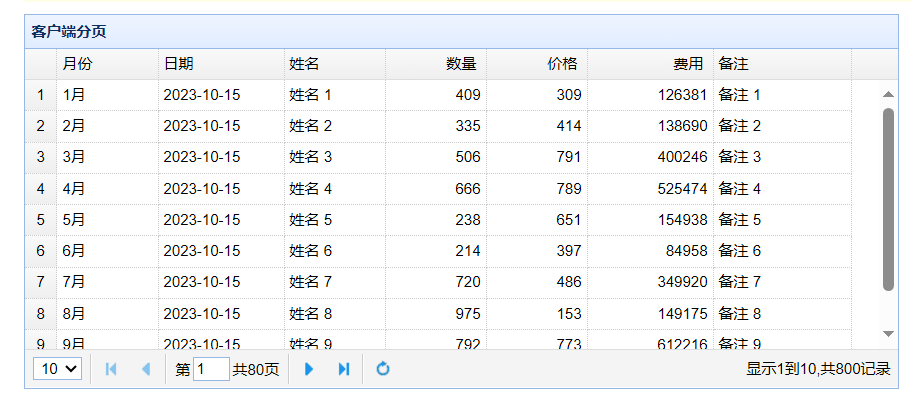 客户端分页
月份 日期 姓名 数量 价格 费用 备注
1 1月 2023-10-15 姓名 1 409 309 126381 备注 1
2 2月 2023-10-15 姓名 2 335 414 138690 备注 2
3 3月 2023-10-15 姓名 3 506 791 400246 备注 3
4 4月 2023-10-15 姓名 4 666 789 525474 备注 4
5 5月 2023-10-15 姓名 5 238 651 154938 备注 5
6 6月 2023-10-15 姓名 6 214 397 84958 备注 6
7 7月 2023-10-15 姓名 7 720 486 349920 备注 7
8 8月 2023-10-15 姓名 8 975 153 149175 备注 8
9 9月 2023-10-15 姓名 9 792 773 612216 备注 9
10 第 1 共80页 显示1到10,共800记录